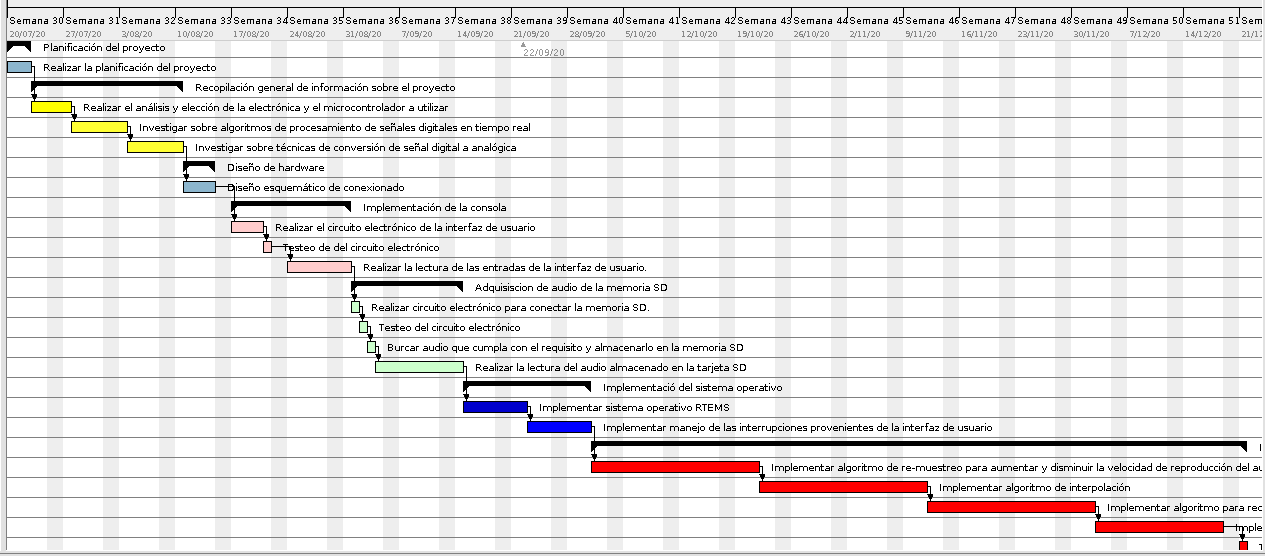 Semana 30 Semana 31 Semana 32 Semana 33 Semana 34 Semana 35 Semana 36 Semana 37 Semana 38 Semana 39 Semana 40 Semana 41 Semana 42 Semana 43 Semana 44 Semana 45 Semana 46 Semana 47 Semana 48 Semana 49 Semana 50 Semana 51 Sem
20/07/20 27/07/20 3/08/20 10/08/20 17/08/20 24/08/20 31/08/20 7/09/20 14/09/20 21/09/20 28/09/20 5/10/20 12/10/20 19/10/20 26/10/20 2/11/20 9/11/20 16/11/20 23/11/20 30/11/20 7/12/20 14/12/20 21/12
Planificación del proyecto
22/09/20
Realizar la planificación del proyecto
Recopilación general de información sobre el proyecto
Realizar el análisis y elección de la electrónica y el microcontrolador a utilizar
Investigar sobre algoritmos de procesamiento de señales digitales en tiempo real
Investigar sobre técnicas de conversión de señal digital a analógica
Diseño de hardware
Diseño esquemático de conexionado
Implementación de la consola
Realizar el circuito electrónico de la interfaz de usuario
Testeo de del circuito electrónico
Realizar la lectura de las entradas de la interfaz de usuario.
Adquisiscion de audio de la memoria SD
Realizar circuito electrónico para conectar la memoria SD.
Testeo del circuito electrónico
Burcar audio que cumpla con el requisito y almacenarlo en la memoria SD
Realizar la lectura del audio almacenado en la tarjeta SD
Implementació del sistema operativo
Implementar sistema operativo RTEMS
Implementar manejo de las interrupciones provenientes de la interfaz de usuario
Implementar algoritmo de re-muestreo para aumentar y disminuir la velocidad de reproducción del au
Implementar algoritmo de interpolación
Implementar algoritmo para rec
Imple